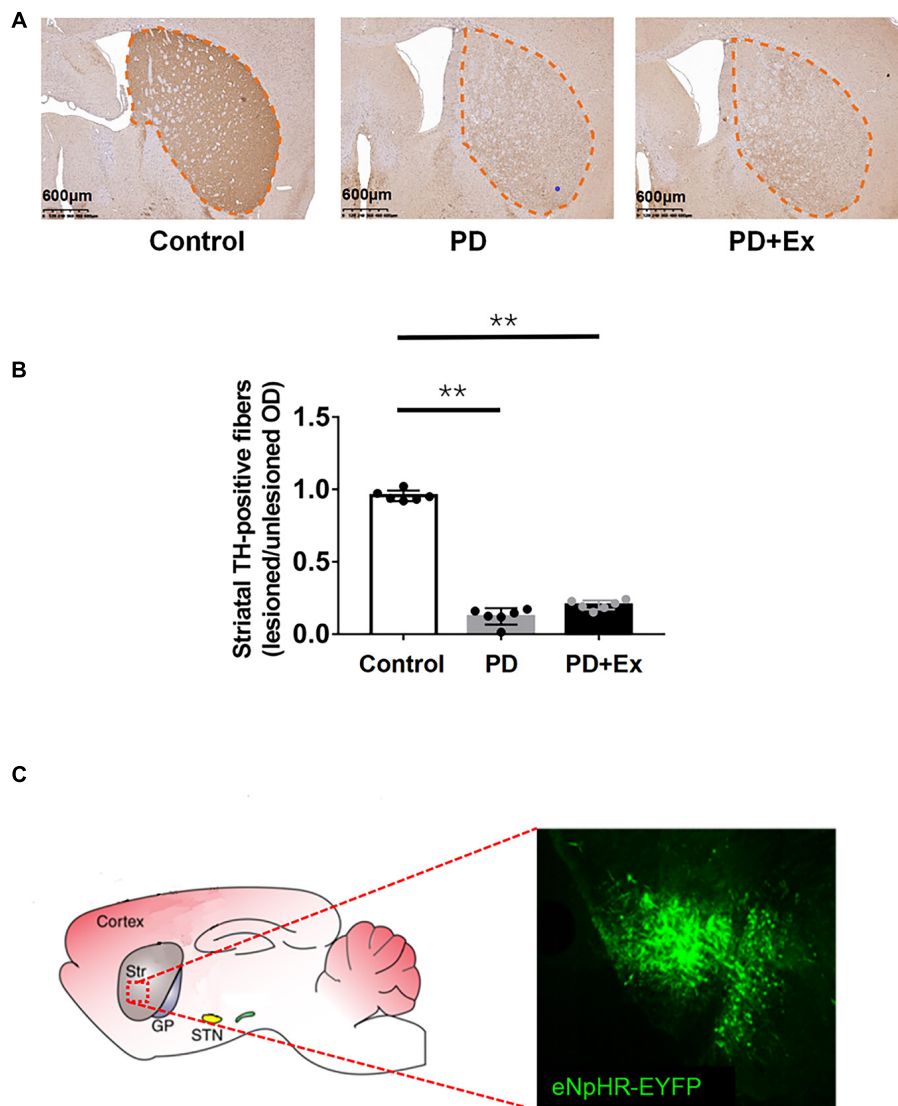 A
600μm
600μm
600μm
Control
PD
PD+Ex
B
**
**
Striatal TH-positive fibers
(lesioned/unlesioned OD)
1.5
1.0
0.5
0.0
Control
PD
PD+Ex
C
Cortex
Str
GP
STN
eNpHR-EYFP